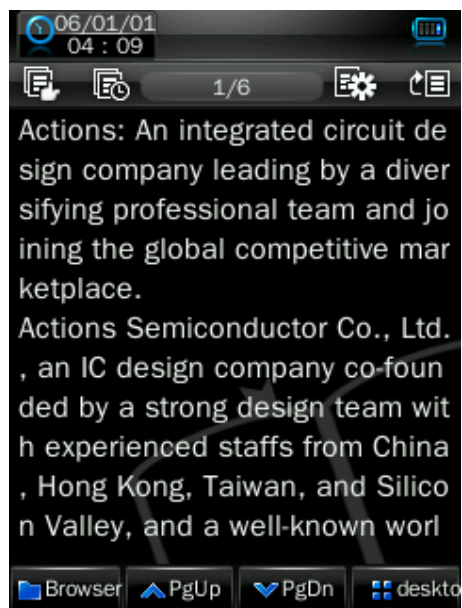 06/01/01
04 : 09
1/6
Actions: An integrated circuit de
sign company leading by a diver
sifying professional team and jo
ining the global competitive mar
ketplace.
Actions Semiconductor Co., Ltd.
, an IC design company co-foun
ded by a strong design team wit
h experienced staffs from China
, Hong Kong, Taiwan, and Silico
n Valley, and a well-known worl
Browser PgUp PgDn deskto